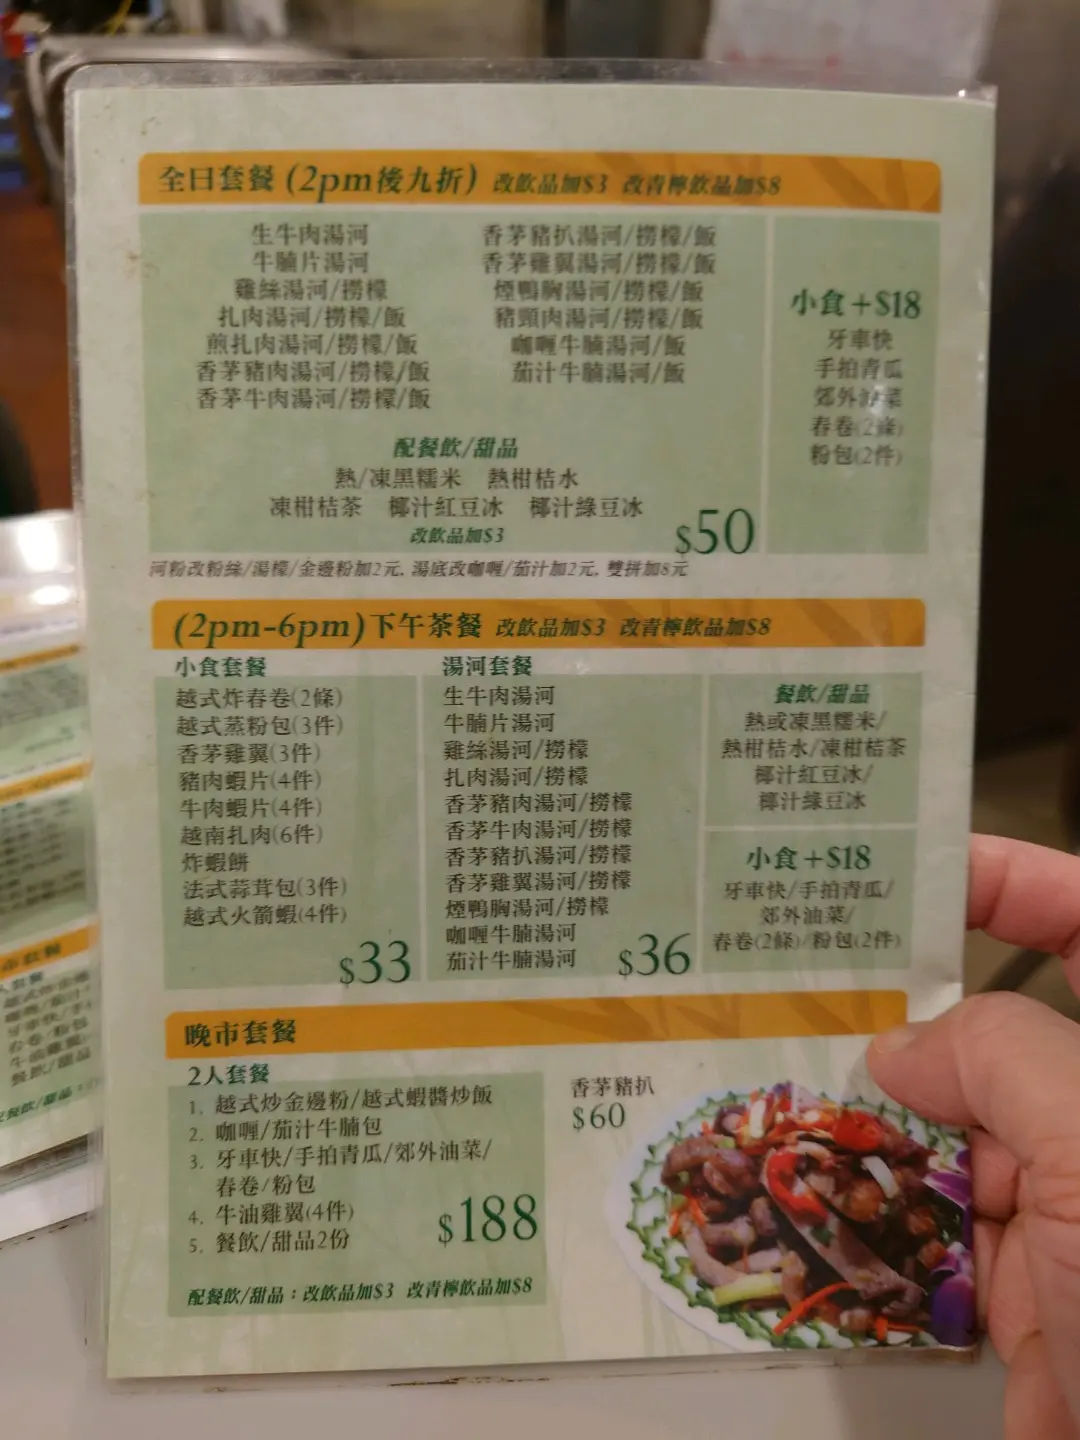 全日套餐 (2pm後九折) 改飲品加$3 改青檸飲品加$8
生牛肉湯河
牛腩片湯河
雞絲湯河/撈檬
扎肉湯河/撈檬/飯
煎扎肉湯河/撈檬/飯
香茅豬肉湯河/撈檬/飯
香茅牛肉湯河/撈檬/飯
香茅豬扒湯河/撈檬/飯
香茅雞翼湯河/撈檬/飯
煙鴨胸湯河/撈檬/飯
豬頸肉湯河/撈檬/飯
咖喱牛腩湯河/飯
茄汁牛腩湯河/飯
配餐飲/甜品
熱/凍黑糯米 熱柑桔水
凍柑桔茶 椰汁紅豆冰 椰汁綠豆冰
改飲品加$3
$50
小食+$18
牙車快
手拍青瓜
郊外油菜
春卷(2條)
粉包(2件)
河粉改粉絲/湯檬/金邊粉加2元, 湯底改咖喱/茄汁加2元, 雙拼加8元
(2pm-6pm)下午茶餐 改飲品加$3 改青檸飲品加$8
小食套餐
越式炸春卷(2條)
越式蒸粉包(3件)
香茅雞翼(3件)
豬肉蝦片(4件)
牛肉蝦片(4件)
越南扎肉(6件)
炸蝦餅
法式蒜茸包(3件)
越式火箭蝦(4件)
$33
湯河套餐
生牛肉湯河
牛腩片湯河
雞絲湯河/撈檬
扎肉湯河/撈檬
香茅豬肉湯河/撈檬
香茅牛肉湯河/撈檬
香茅豬扒湯河/撈檬
香茅雞翼湯河/撈檬
煙鴨胸湯河/撈檬
咖喱牛腩湯河
茄汁牛腩湯河
$36
餐飲/甜品
熱或凍黑糯米/
熱柑桔水/凍柑桔茶
椰汁紅豆冰/
椰汁綠豆冰
小食+$18
牙車快/手拍青瓜/
郊外油菜/
春卷(2條)/粉包(2件)
晚市套餐
2人套餐
1. 越式炒金邊粉/越式蝦醬炒飯
2. 咖喱/茄汁牛腩包
3. 牙車快/手拍青瓜/郊外油菜/
春卷/粉包
4. 牛油雞翼(4件)
5. 餐飲/甜品2份
$188
配餐飲/甜品：改飲品加$3 改青檸飲品加$8
香茅豬扒
$60